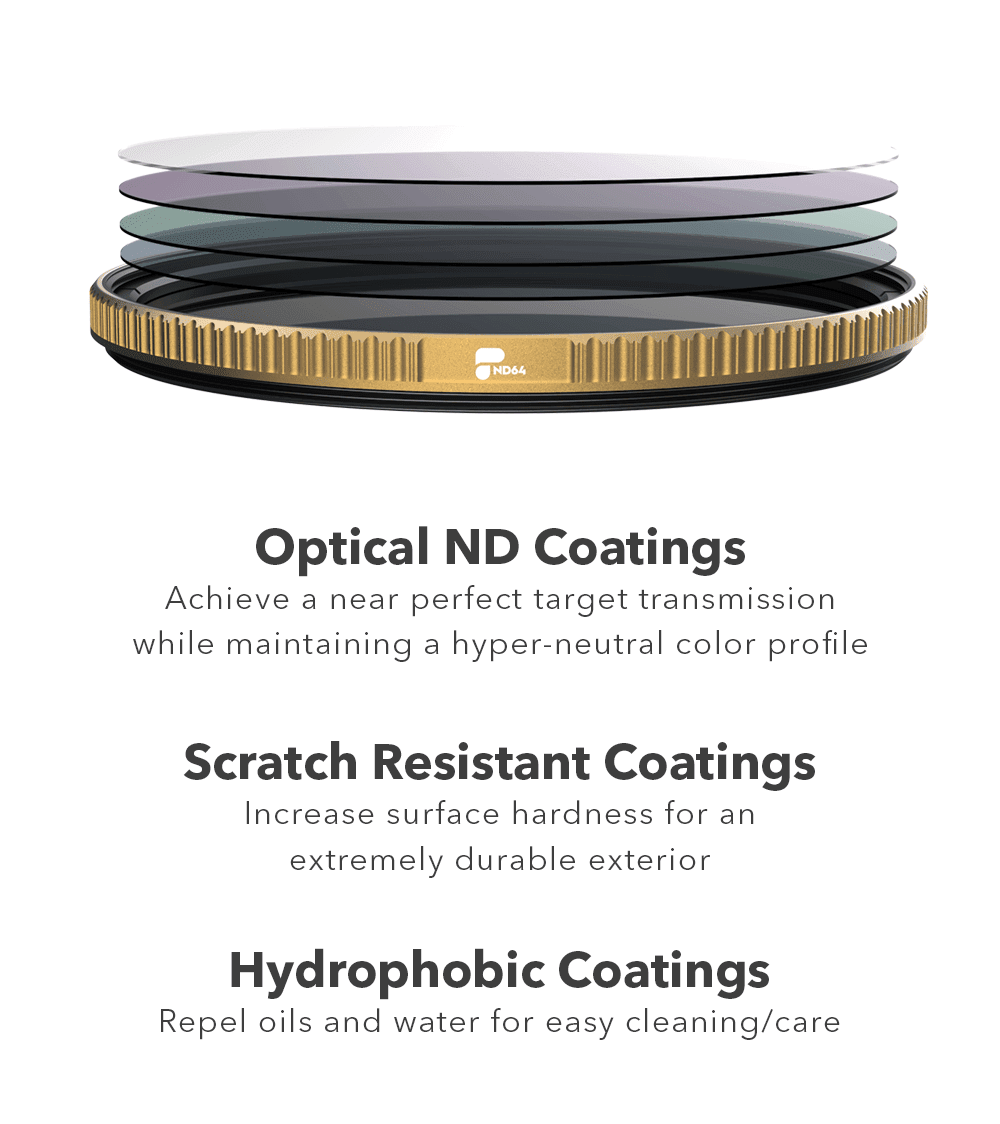 ND64
Optical ND Coatings
Achieve a near perfect target transmission
while maintaining a hyper-neutral color profile
Scratch Resistant Coatings
Increase surface hardness for an
extremely durable exterior
Hydrophobic Coatings
Repel oils and water for easy cleaning/care